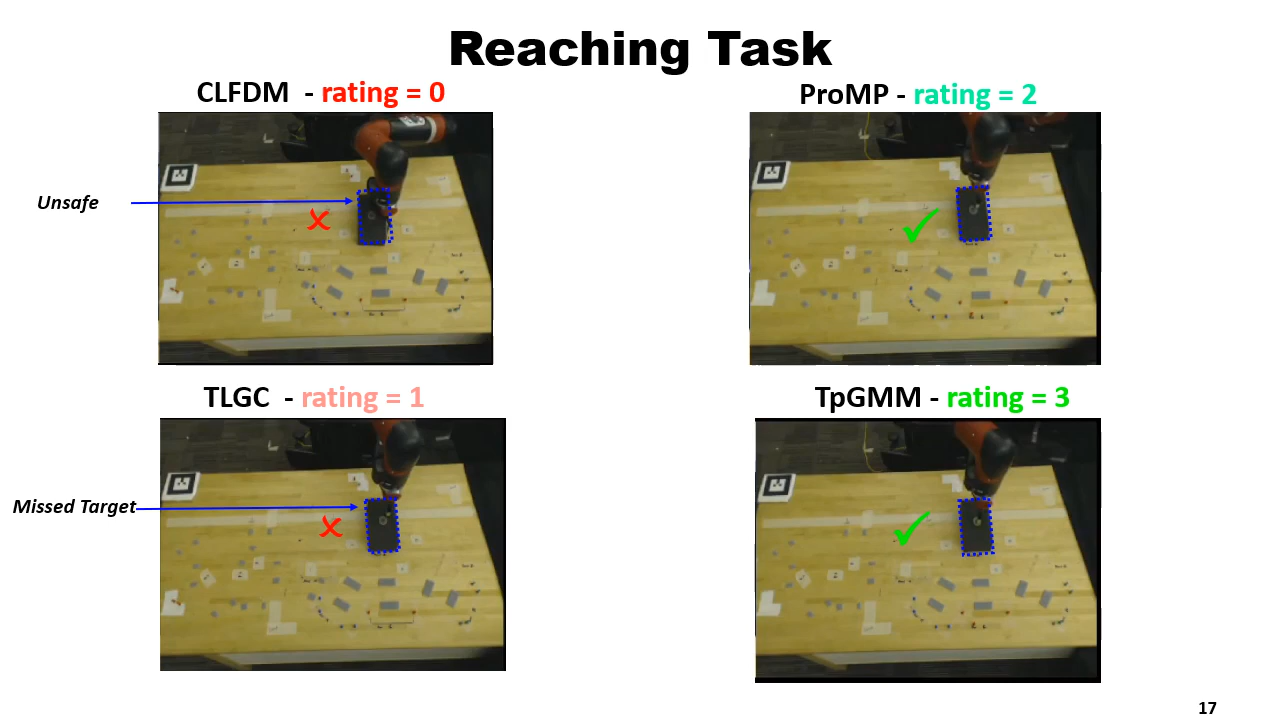 Reaching Task
CLFDM - rating = 0
ProMP - rating = 2
Unsafe
TLGC - rating = 1
TpGMM - rating = 3
Missed Target
17